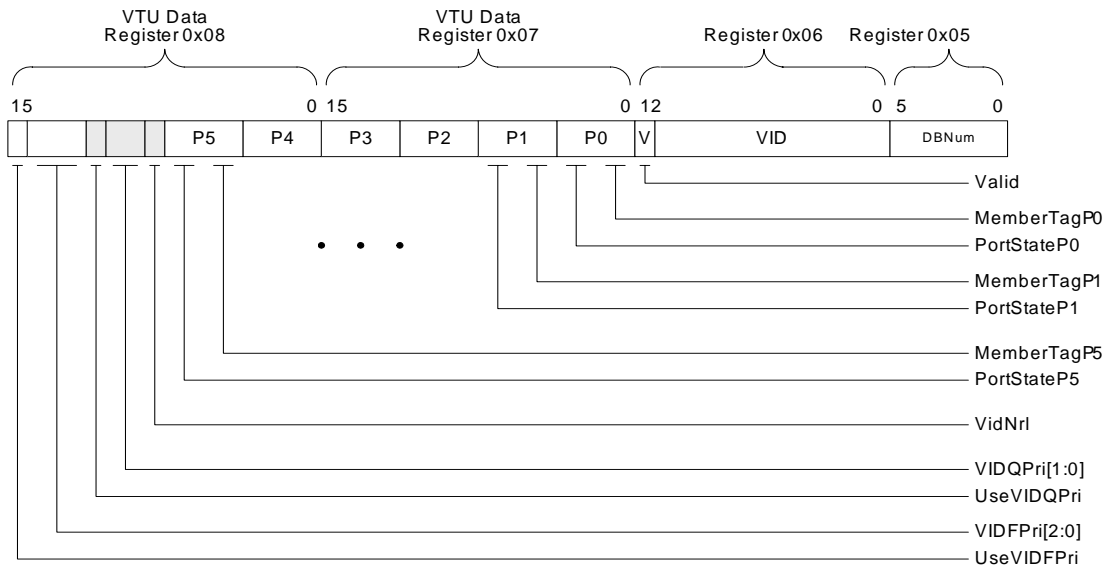 VTU Data
Register 0x08
VTU Data
Register 0x07
Register 0x06
Register 0x05
15 0 15 0 12 0 5 0
P5 P4 P3 P2 P1 P0 V VID DBNum
Valid
MemberTagP0
PortStateP0
MemberTagP1
PortStateP1
MemberTagP5
PortStateP5
VidNrl
VIDQPri[1:0]
UseVIDQPri
VIDFPri[2:0]
UseVIDFPri